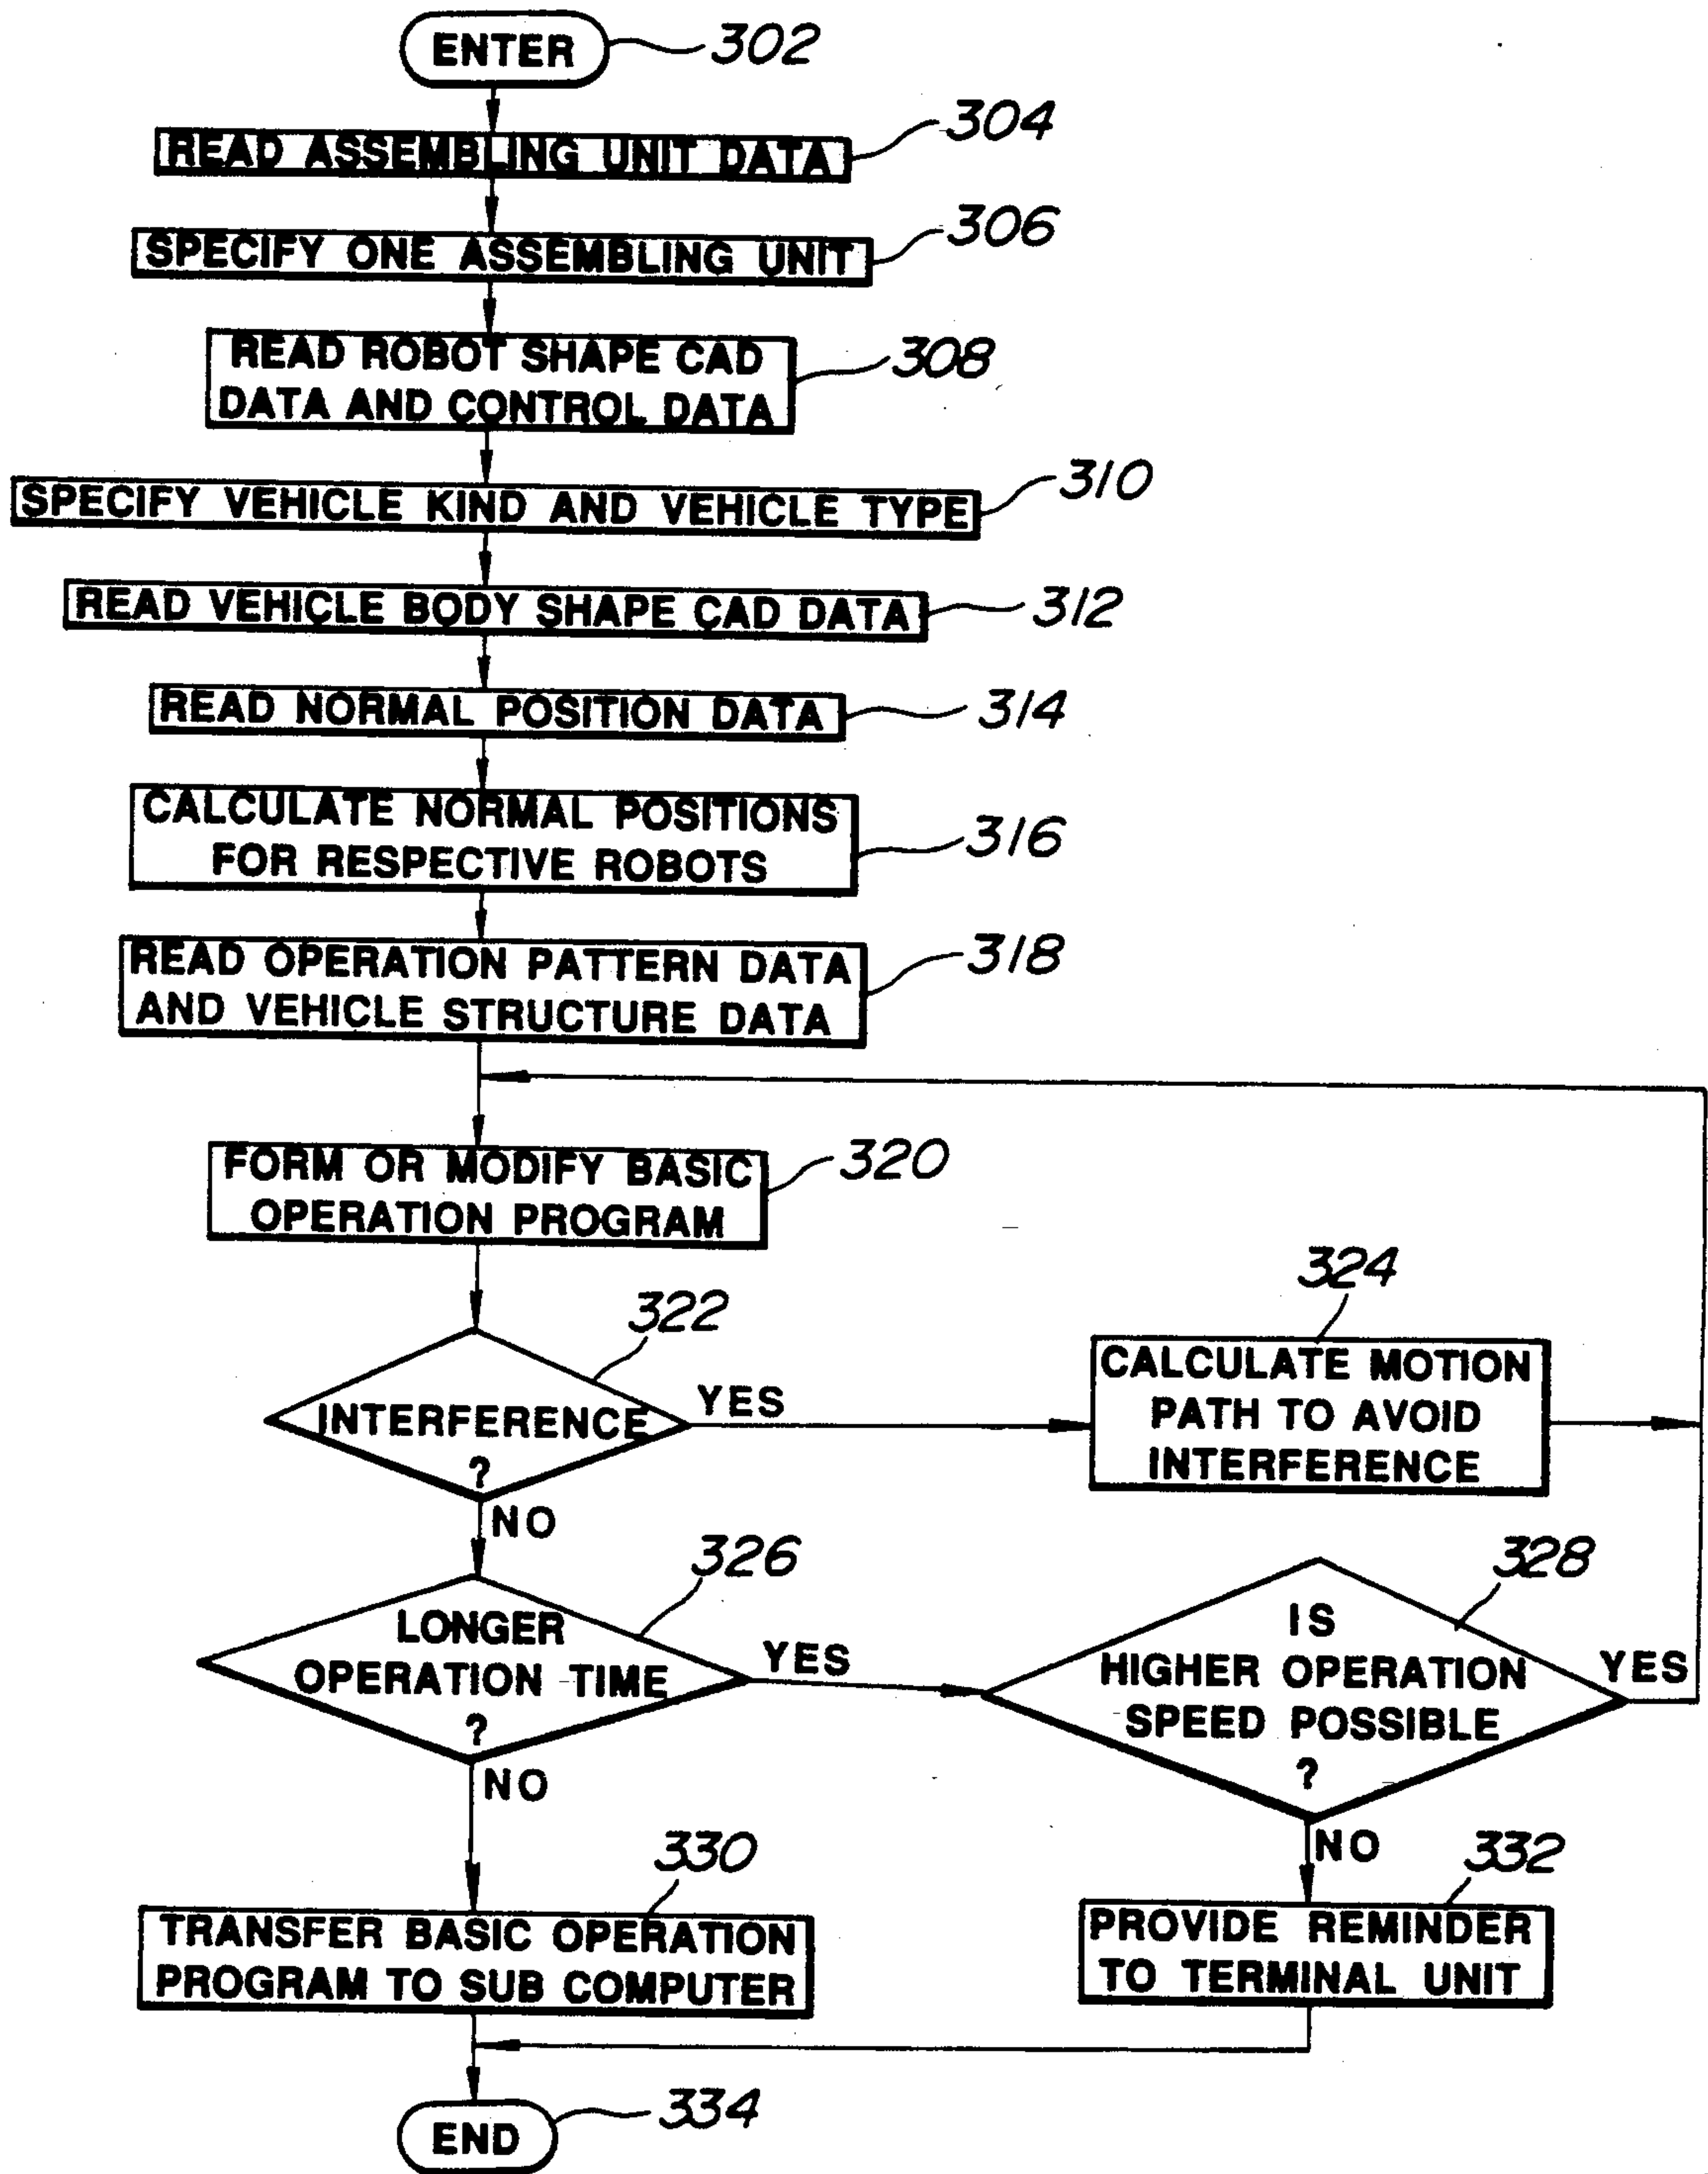 ENTER
302
READ ASSEMBLING UNIT DATA
304
SPECIFY ONE ASSEMBLING UNIT
306
READ ROBOT SHAPE CAD
DATA AND CONTROL DATA
308
SPECIFY VEHICLE KIND AND VEHICLE TYPE
310
READ VEHICLE BODY SHAPE CAD DATA
312
READ NORMAL POSITION DATA
314
CALCULATE NORMAL POSITIONS
FOR RESPECTIVE ROBOTS
316
READ OPERATION PATTERN DATA
AND VEHICLE STRUCTURE DATA
318
FORM OR MODIFY BASIC
OPERATION PROGRAM
320
322
INTERFERENCE
?
YES
NO
324
CALCULATE MOTION
PATH TO AVOID
INTERFERENCE
326
LONGER
OPERATION TIME
?
YES
NO
328
IS
HIGHER OPERATION
SPEED POSSIBLE
?
YES
NO
330
TRANSFER BASIC OPERATION
PROGRAM TO SUB COMPUTER
332
PROVIDE REMINDER
TO TERMINAL UNIT
END
334